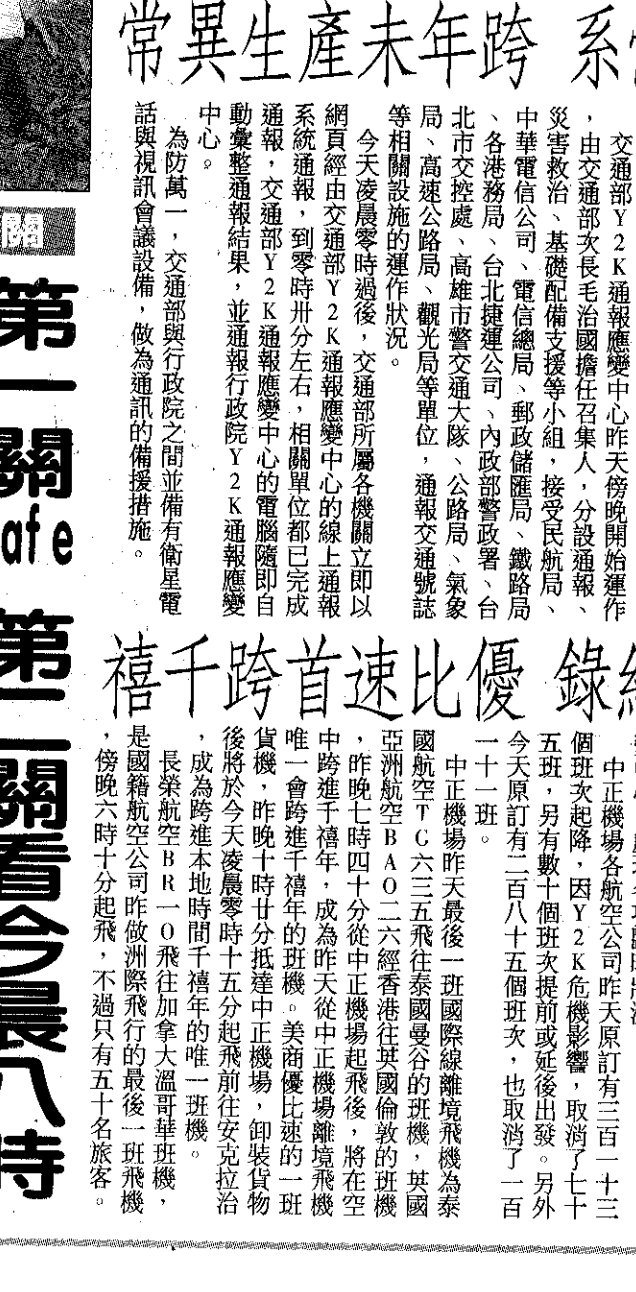 系 跨年未產生異常
交通部Y2K通報應變中心昨天傍晚開始運作
，由交通部次長毛治國擔任召集人，分設通報、
災害救治、基礎配備支援等小組，接受民航局、
中華電信公司、電信總局、郵政儲匯局、鐵路局
、各港務局、台北捷運公司、內政部警政署、台
北市交控處、高雄市警交通大隊、公路局、氣象
局、高速公路局、觀光局等單位，通報交通號誌
等相關設施的運作狀況。
今天凌晨零時過後，交通部所屬各機關立即以
網頁經由交通部Y2K通報應變中心的線上通報
系統通報，到零時卅分左右，相關單位都已完成
通報，交通部Y2K通報應變中心的電腦隨即自
動彙整通報結果，並通報行政院Y2K通報應變
中心。
為防萬一，交通部與行政院之間並備有衛星電
話與視訊會議設備，做為通訊的備援措施。
錄 優比速首跨千禧
中正機場各航空公司昨天原訂有三百一十三
個班次起降，因Y2K危機影響，取消了七十
五班，另有數十個班次提前或延後出發。另外
今天原訂有二百八十五個班次，也取消了一百
一十一班。
中正機場昨天最後一班國際線離境飛機為泰
國航空TG六三五飛往泰國曼谷的班機，英國
亞洲航空BA〇二六經香港往英國倫敦的班機
，昨晚七時四十分從中正機場起飛後，將在空
中跨進千禧年，成為昨天從中正機場離境飛機
唯一會跨進千禧年的班機。美商優比速的一班
貨機，昨晚十時廿分抵達中正機場，卸裝貨物
後將於今天凌晨零時十五分起飛前往安克拉治
，成為跨進本地時間千禧年的唯一班機。
長榮航空BR一〇飛往加拿大溫哥華班機，
是國籍航空公司昨做洲際飛行的最後一班飛機
，傍晚六時十分起飛，不過只有五十名旅客。
關
第一關
afe 第二關看今晨八時